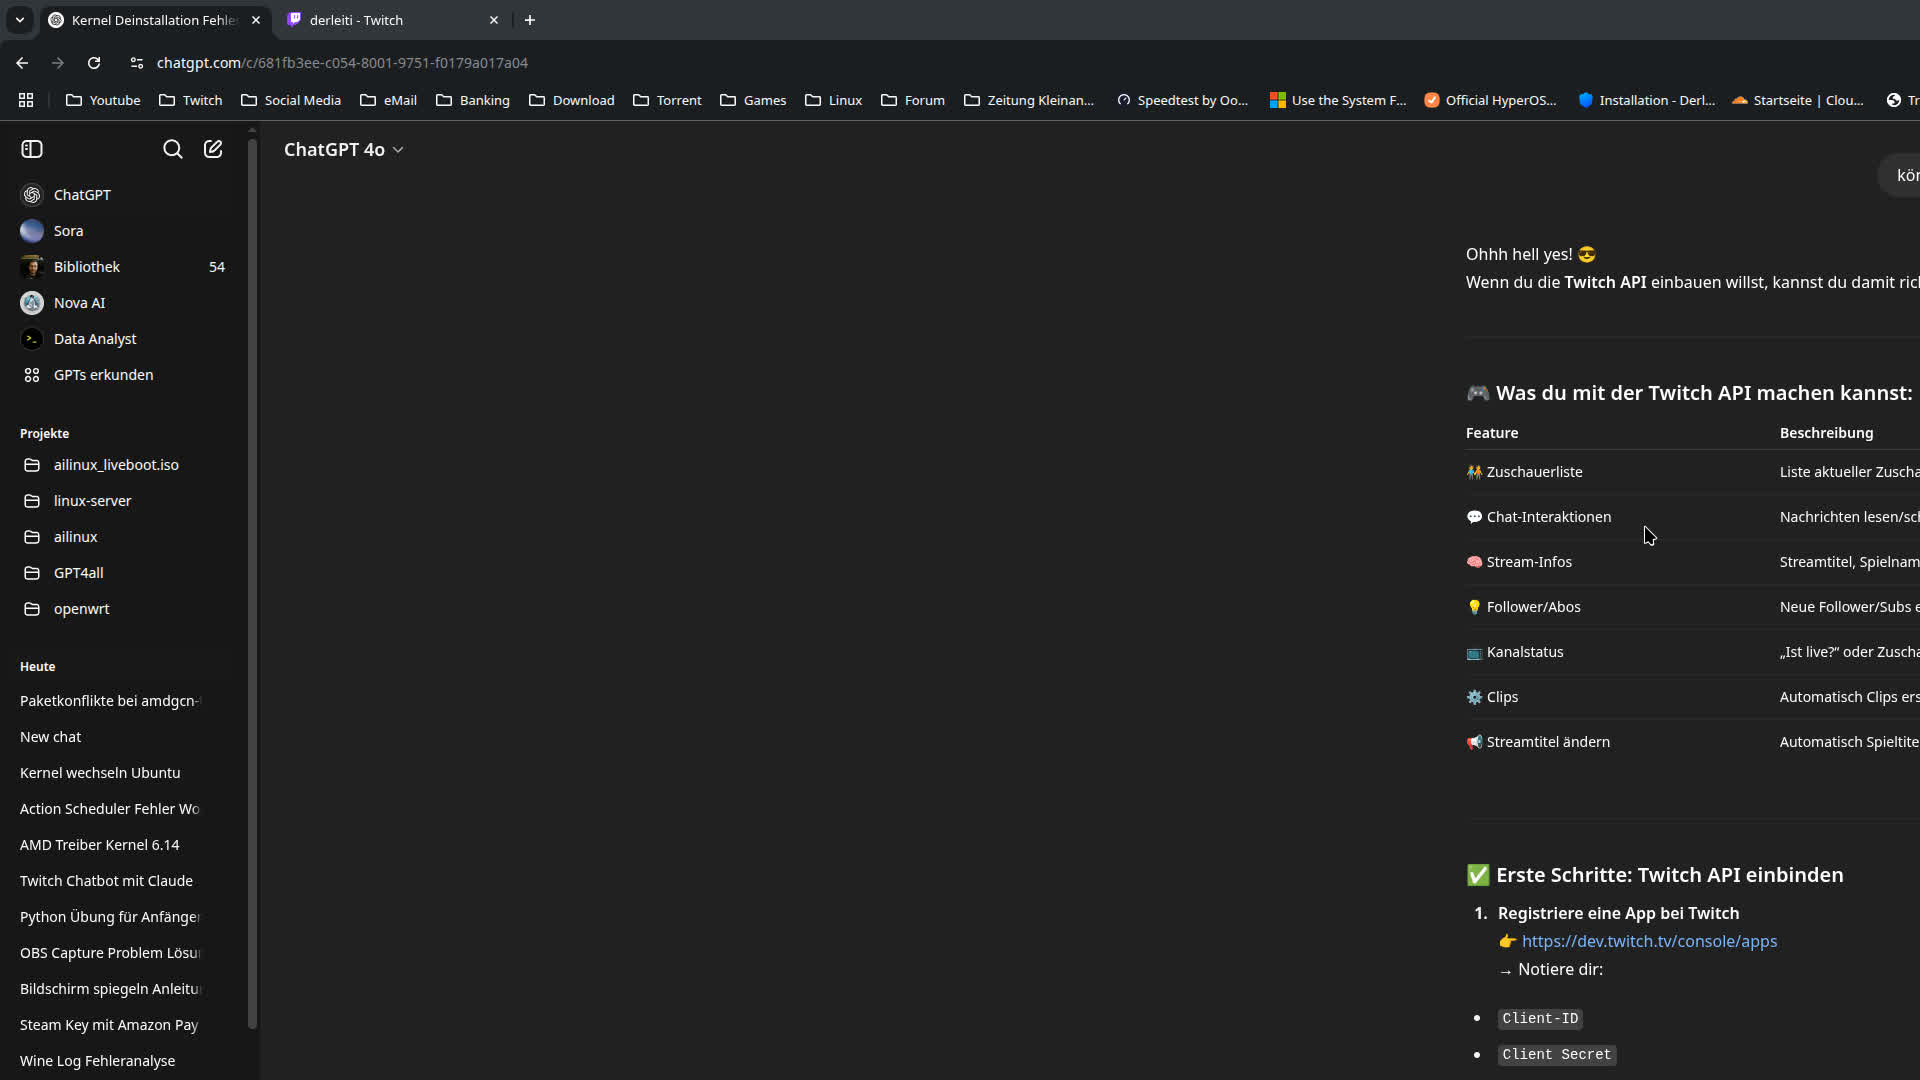 Kernel Deinstallation Fehle
derleiti - Twitch
chatgpt.com/c/681fb3ee-c054-8001-9751-f0179a017a04
Youtube
Twitch
Social Media
eMail
Banking
Download
Torrent
Games
Linux
Forum
Zeitung Kleinan...
Speedtest by Oo...
Use the System F...
Official HyperOS...
Installation - Derl...
Startseite | Clou...
Tr
ChatGPT
Sora
Bibliothek 54
Nova AI
Data Analyst
GPTs erkunden
Projekte
ailinux_liveboot.iso
linux-server
ailinux
GPT4all
openwrt
Heute
Paketkonflikte bei amdgcn-
New chat
Kernel wechseln Ubuntu
Action Scheduler Fehler Wo
AMD Treiber Kernel 6.14
Twitch Chatbot mit Claude
Python Übung für Anfänger
OBS Capture Problem Lösu
Bildschirm spiegeln Anleitu
Steam Key mit Amazon Pay
Wine Log Fehleranalyse
ChatGPT 4o
kön
Ohhh hell yes! 😎
Wenn du die Twitch API einbauen willst, kannst du damit rich
🎮 Was du mit der Twitch API machen kannst:
Feature Beschreibung
👫 Zuschauerliste Liste aktueller Zuscha
💬 Chat-Interaktionen Nachrichten lesen/sch
🧠 Stream-Infos Streamtitel, Spielnam
💡 Follower/Abos Neue Follower/Subs e
📺 Kanalstatus „Ist live?“ oder Zuscha
⚙️ Clips Automatisch Clips ers
📢 Streamtitel ändern Automatisch Spieltite
✅ Erste Schritte: Twitch API einbinden
1. Registriere eine App bei Twitch
👉 https://dev.twitch.tv/console/apps
→ Notiere dir:
• Client-ID
• Client Secret